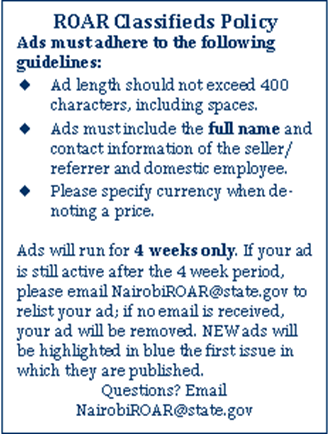 ROAR Classifieds Policy
Ads must adhere to the following
guidelines:
◆ Ad length should not exceed 400
characters, including spaces.
◆ Ads must include the full name and
contact information of the seller/
referrer and domestic employee.
◆ Please specify currency when de-
noting a price.
Ads will run for 4 weeks only. If your ad
is still active after the 4 week period,
please email NairobiROAR@state.gov to
relist your ad; if no email is received,
your ad will be removed. NEW ads will
be highlighted in blue the first issue in
which they are published.
Questions? Email
NairobiROAR@state.gov